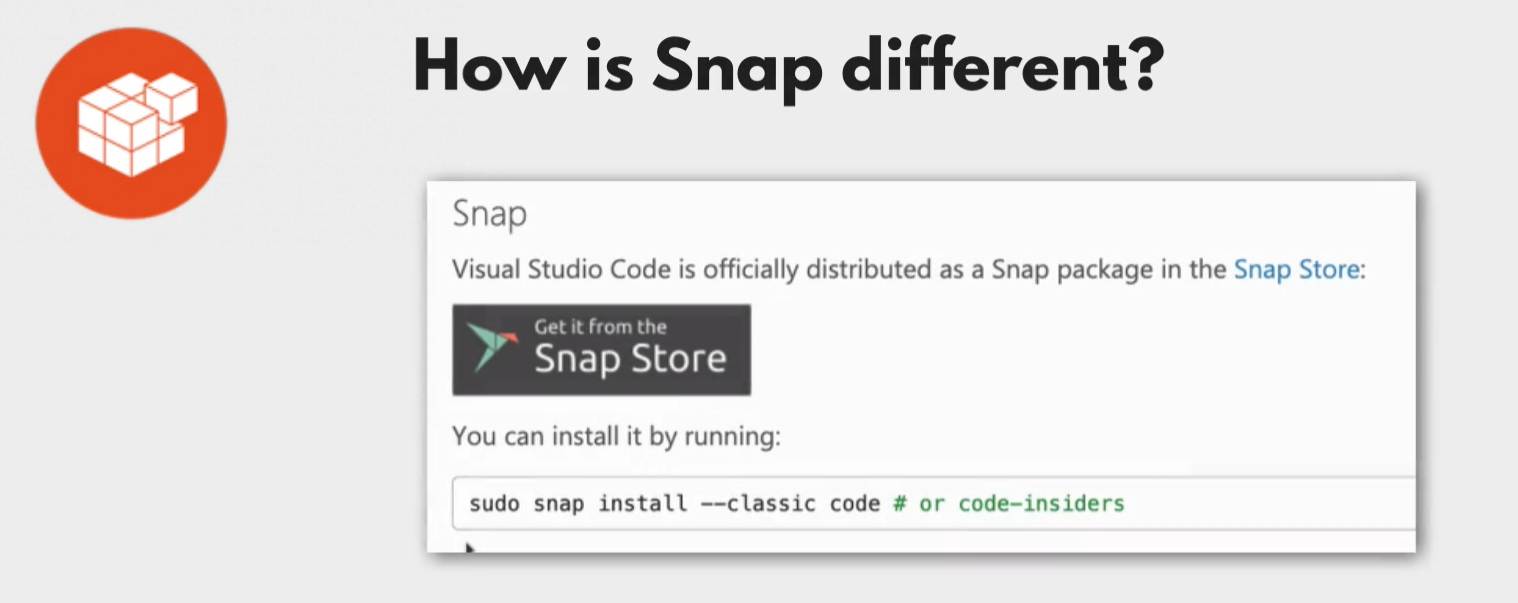 How is Snap different?
Snap
Visual Studio Code is officially distributed as a Snap package in the Snap Store:
Get it from the
Snap Store
You can install it by running:
sudo snap install --classic code # or code-insiders